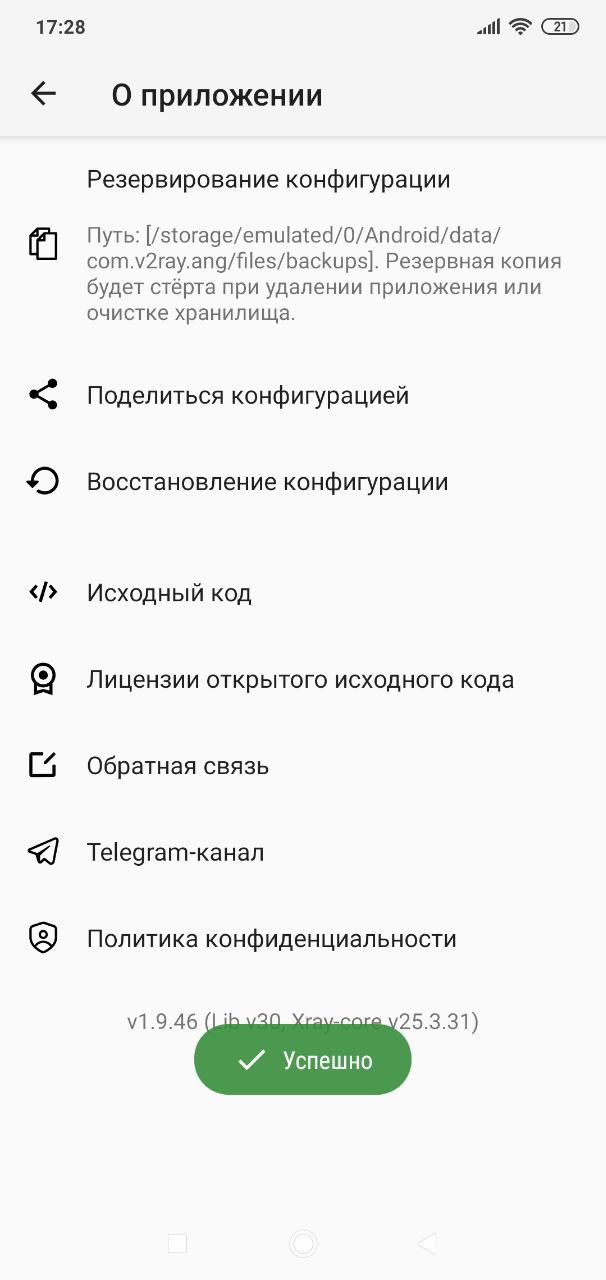 17:28
21
О приложении
Резервирование конфигурации
Путь: [/storage/emulated/0/Android/data/
com.v2ray.ang/files/backups]. Резервная копия
будет стёрта при удалении приложения или
очистке хранилища.
Поделиться конфигурацией
Восстановление конфигурации
Исходный код
Лицензии открытого исходного кода
Обратная связь
Telegram-канал
Политика конфиденциальности
v1.9.46 (Lib v30, Xray-core v25.3.31)
Успешно